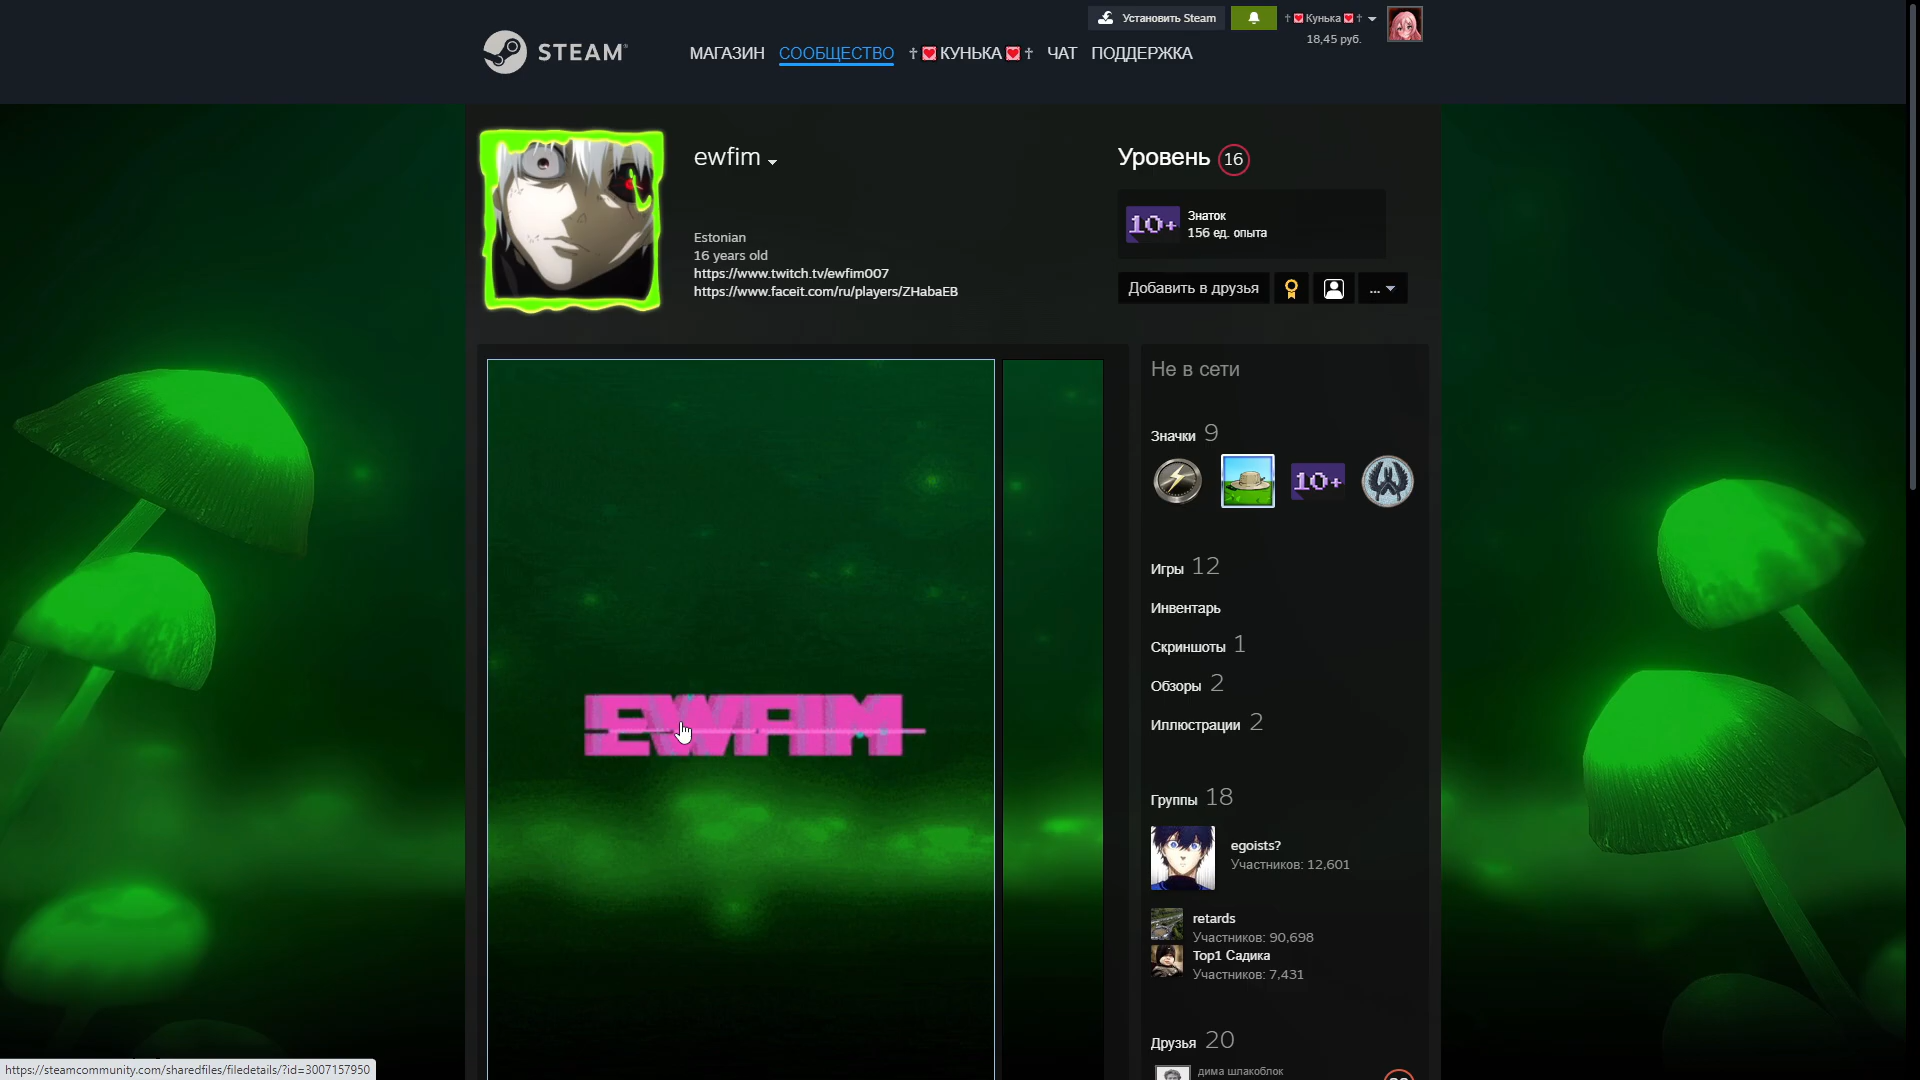 Установить Steam
† Кунька †
18,45 руб.
STEAM
МАГАЗИН СООБЩЕСТВО † КУНЬКА † ЧАТ ПОДДЕРЖКА
ewfim
Estonian
16 years old
https://www.twitch.tv/ewfim007
https://www.faceit.com/ru/players/ZHabaEB
Уровень 16
10+
Знаток
156 ед. опыта
Добавить в друзья
...
EWFIM
Не в сети
Значки 9
10+
Игры 12
Инвентарь
Скриншоты 1
Обзоры 2
Иллюстрации 2
Группы 18
egoists?
Участников: 12,601
retards
Участников: 90,698
Top1 Садика
Участников: 7,431
Друзья 20
дима шлакоблок
https://steamcommunity.com/sharedfiles/filedetails/?id=3007157950